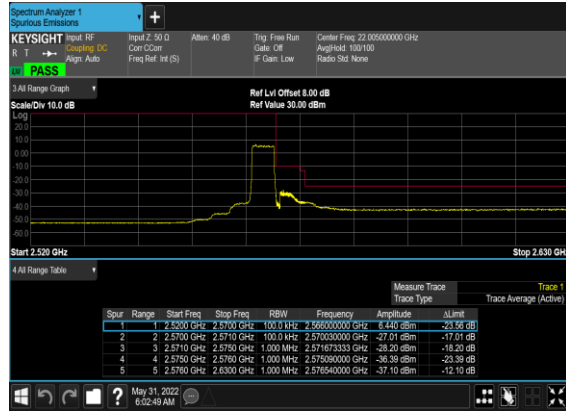 Spectrum Analyzer 1
Spurious Emissions
+
KEYSIGHT
R T
PASS
Input: RF
Coupling: DC
Align: Auto
Input Z: 50 Ω
Corr CCorr
Freq Ref: Int (S)
Atten: 40 dB
Trig: Free Run
Gate: Off
IF Gain: Low
Center Freq: 22.005000000 GHz
Avg|Hold: 100/100
Radio Std: None
3 All Range Graph
Scale/Div 10.0 dB
Ref Lvl Offset 8.00 dB
Ref Value 30.00 dBm
Log
20.0
10.0
0.00
-10.0
-20.0
-30.0
-40.0
-50.0
-60.0
Start 2.520 GHz
Stop 2.630 GH
4 All Range Table
Measure Trace Trace 1
Trace Type Trace Average (Active)
Spur Range Start Freq Stop Freq RBW Frequency Amplitude ΔLimit
1 1 2.5200 GHz 2.5700 GHz 100.0 kHz 2.566000000 GHz 6.440 dBm -23.56 dB
2 2 2.5700 GHz 2.5710 GHz 100.0 kHz 2.570030000 GHz -27.01 dBm -17.01 dB
3 3 2.5710 GHz 2.5750 GHz 1.000 MHz 2.571673333 GHz -28.20 dBm -18.20 dB
4 4 2.5750 GHz 2.5760 GHz 1.000 MHz 2.575090000 GHz -36.39 dBm -23.39 dB
5 5 2.5760 GHz 2.6300 GHz 1.000 MHz 2.576540000 GHz -37.10 dBm -12.10 dB
?
May 31, 2022
6:02:49 AM